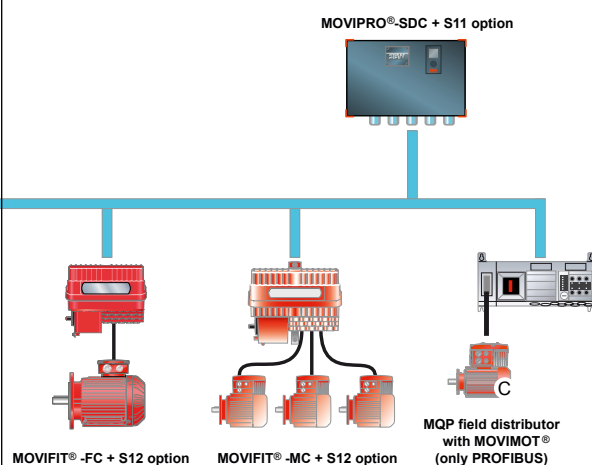 MOVIPRO®-SDC + S11 option
C
MOVIFIT® -FC + S12 option
MOVIFIT® -MC + S12 option
MQP field distributor
with MOVIMOT®
(only PROFIBUS)